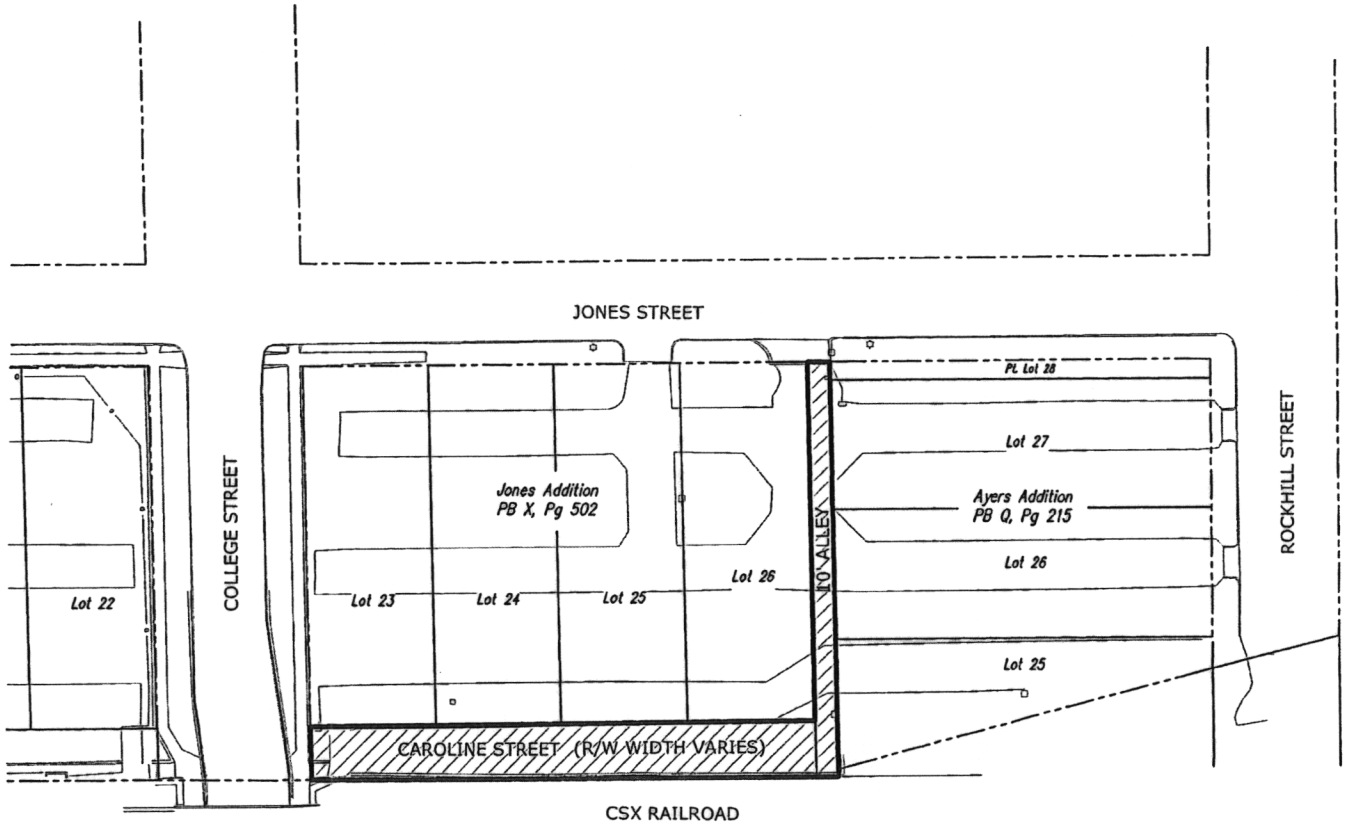 JONES STREET
Pt. Lot 28
Lot 27
COLLEGE STREET
Jones Addition
PB X, Pg 502
10' ALLEY
Ayers Addition
PB Q, Pg 215
ROCKHILL STREET
Lot 26
Lot 22
Lot 23
Lot 24
Lot 25
Lot 26
Lot 25
CAROLINE STREET (R/W WIDTH VARIES)
CSX RAILROAD